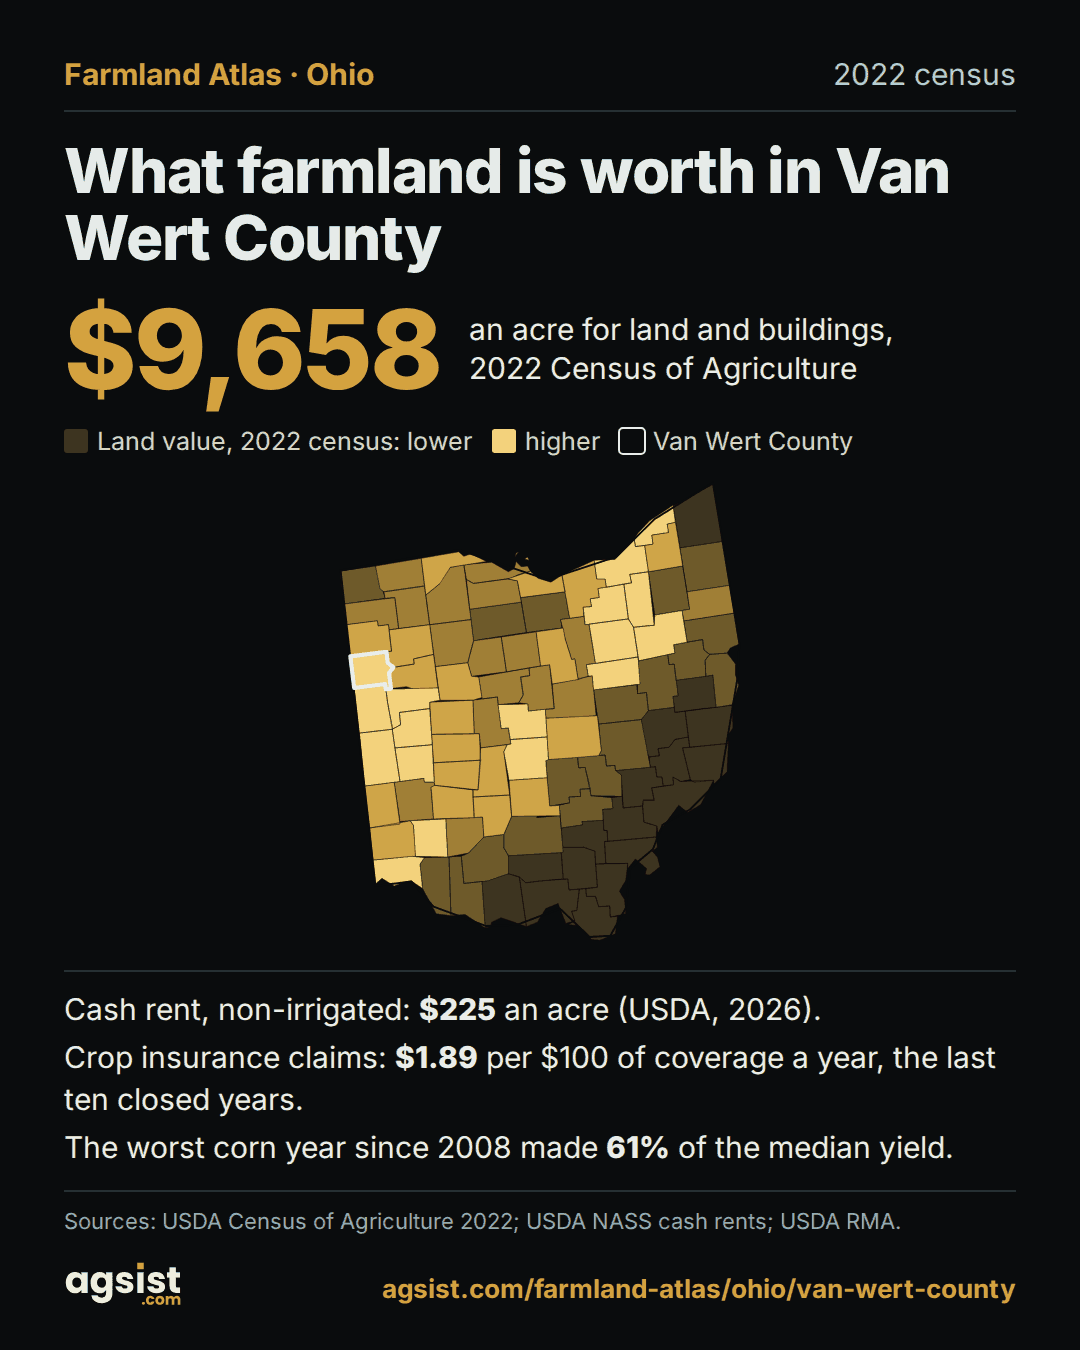 Farmland Atlas · Ohio
2022 census
What farmland is worth in Van
Wert County
$9,658
an acre for land and buildings,
2022 Census of Agriculture
Land value, 2022 census: lower
higher
Van Wert County
Cash rent, non-irrigated: $225 an acre (USDA, 2026).
Crop insurance claims: $1.89 per $100 of coverage a year, the last
ten closed years.
The worst corn year since 2008 made 61% of the median yield.
Sources: USDA Census of Agriculture 2022; USDA NASS cash rents; USDA RMA.
agsist
.com
agsist.com/farmland-atlas/ohio/van-wert-county